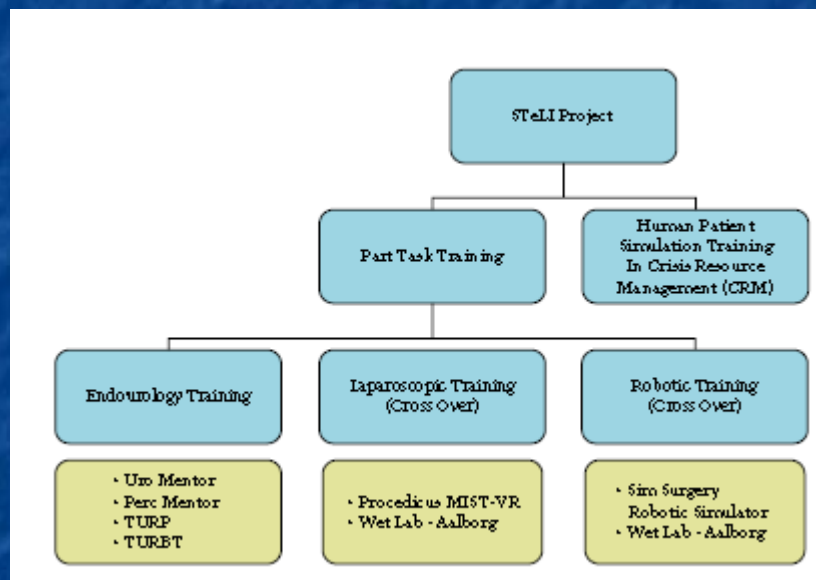 STeLI Project
Part Task Training
Human Patient
Simulation Training
In Crisis Resource
Management (CRM)
Endourology Training
Laparoscopic Training
(Cross Over)
Robotic Training
(Cross Over)
• Uro Mentor
• Perc Mentor
• TURP
• TURBT
• Procedicus MIST-VR
• Wet Lab - Aalborg
• Sim Surgery
Robotic Simulator
• Wet Lab - Aalborg